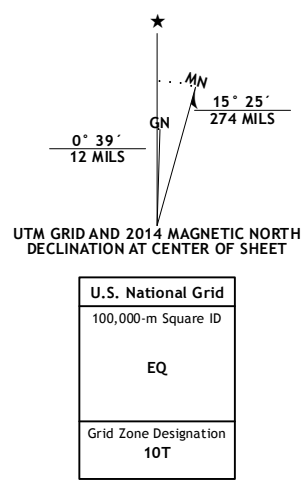 MN
15° 25´
274 MILS
GN
0° 39´
12 MILS
UTM GRID AND 2014 MAGNETIC NORTH
DECLINATION AT CENTER OF SHEET
U.S. National Grid
100,000-m Square ID
EQ
Grid Zone Designation
10T